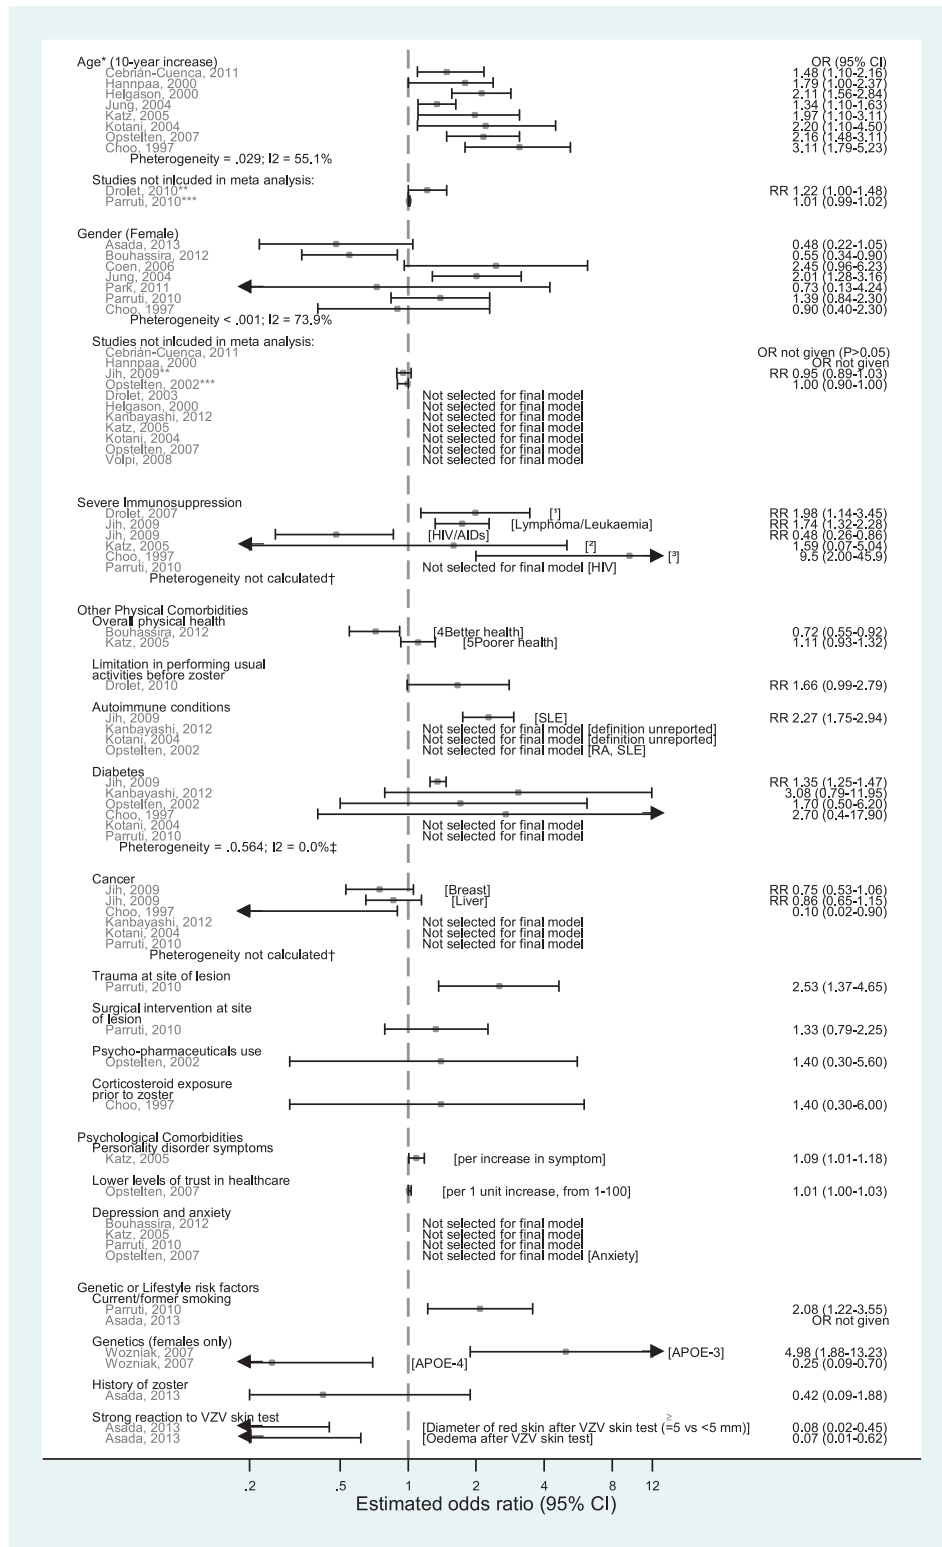 Age* (10-year increase) OR (95% CI)
Cebrián-Cuenca, 2011 1.48 (1.10-2.16)
Hannpaa, 2000 1.79 (1.00-2.37)
Helgason, 2000 2.11 (1.56-2.84)
Jung, 2004 1.34 (1.10-1.63)
Katz, 2005 1.97 (1.10-3.11)
Kotani, 2004 2.20 (1.10-4.50)
Opstelten, 2007 2.16 (1.48-3.11)
Choo, 1997 3.11 (1.79-5.23)
Pheterogeneity = .029; I2 = 55.1%
Studies not inlcuded in meta analysis:
Drolet, 2010** RR 1.22 (1.00-1.48)
Parruti, 2010*** 1.01 (0.99-1.02)
Gender (Female)
Asada, 2013 0.48 (0.22-1.05)
Bouhassira, 2012 0.55 (0.34-0.90)
Coen, 2006 2.45 (0.96-6.23)
Jung, 2004 2.01 (1.28-3.16)
Park, 2011 0.73 (0.13-4.24)
Parruti, 2010 1.39 (0.84-2.30)
Choo, 1997 0.90 (0.40-2.30)
Pheterogeneity < .001; I2 = 73.9%
Studies not inlcuded in meta analysis:
Cebrián-Cuenca, 2011 OR not given (P>0.05)
Hannpaa, 2000 OR not given
Jih, 2009** RR 0.95 (0.89-1.03)
Opstelten, 2002*** 1.00 (0.90-1.00)
Drolet, 2003 Not selected for final model
Helgason, 2000 Not selected for final model
Kanbayashi, 2012 Not selected for final model
Katz, 2005 Not selected for final model
Kotani, 2004 Not selected for final model
Opstelten, 2007 Not selected for final model
Volpi, 2008 Not selected for final model
Severe Immunosuppression
Drolet, 2007 [¹] RR 1.98 (1.14-3.45)
Jih, 2009 [Lymphoma/Leukaemia] RR 1.74 (1.32-2.28)
Jih, 2009 [HIV/AIDs] RR 0.48 (0.26-0.86)
Katz, 2005 [²] 1.59 (0.07-5.04)
Choo, 1997 [³] 9.5 (2.00-45.9)
Parruti, 2010 Not selected for final model [HIV]
Pheterogeneity not calculated†
Other Physical Comorbidities
Overall physical health
Bouhassira, 2012 [4Better health] 0.72 (0.55-0.92)
Katz, 2005 [5Poorer health] 1.11 (0.93-1.32)
Limitation in performing usual
activities before zoster
Drolet, 2010 RR 1.66 (0.99-2.79)
Autoimmune conditions
Jih, 2009 [SLE] RR 2.27 (1.75-2.94)
Kanbayashi, 2012 Not selected for final model [definition unreported]
Kotani, 2004 Not selected for final model [definition unreported]
Opstelten, 2002 Not selected for final model [RA, SLE]
Diabetes
Jih, 2009 RR 1.35 (1.25-1.47)
Kanbayashi, 2012 3.08 (0.79-11.95)
Opstelten, 2002 1.70 (0.50-6.20)
Choo, 1997 2.70 (0.4-17.90)
Kotani, 2004 Not selected for final model
Parruti, 2010 Not selected for final model
Pheterogeneity = .0.564; I2 = 0.0%‡
Cancer
Jih, 2009 [Breast] RR 0.75 (0.53-1.06)
Jih, 2009 [Liver] RR 0.86 (0.65-1.15)
Choo, 1997 0.10 (0.02-0.90)
Kanbayashi, 2012 Not selected for final model
Kotani, 2004 Not selected for final model
Parruti, 2010 Not selected for final model
Pheterogeneity not calculated†
Trauma at site of lesion
Parruti, 2010 2.53 (1.37-4.65)
Surgical intervention at site
of lesion
Parruti, 2010 1.33 (0.79-2.25)
Psycho-pharmaceuticals use
Opstelten, 2002 1.40 (0.30-5.60)
Corticosteroid exposure
prior to zoster
Choo, 1997 1.40 (0.30-6.00)
Psychological Comorbidities
Personality disorder symptoms
Katz, 2005 [per increase in symptom] 1.09 (1.01-1.18)
Lower levels of trust in healthcare
Opstelten, 2007 [per 1 unit increase, from 1-100] 1.01 (1.00-1.03)
Depression and anxiety
Bouhassira, 2012 Not selected for final model
Katz, 2005 Not selected for final model
Parruti, 2010 Not selected for final model
Opstelten, 2007 Not selected for final model [Anxiety]
Genetic or Lifestyle risk factors
Current/former smoking
Parruti, 2010 2.08 (1.22-3.55)
Asada, 2013 OR not given
Genetics (females only)
Wozniak, 2007 [APOE-3] 4.98 (1.88-13.23)
Wozniak, 2007 [APOE-4] 0.25 (0.09-0.70)
History of zoster
Asada, 2013 0.42 (0.09-1.88)
Strong reaction to VZV skin test
Asada, 2013 [Diameter of red skin after VZV skin test (≥=5 vs <5 mm)] 0.08 (0.02-0.45)
Asada, 2013 [Oedema after VZV skin test] 0.07 (0.01-0.62)
.2 .5 1 2 4 8 12
Estimated odds ratio (95% CI)